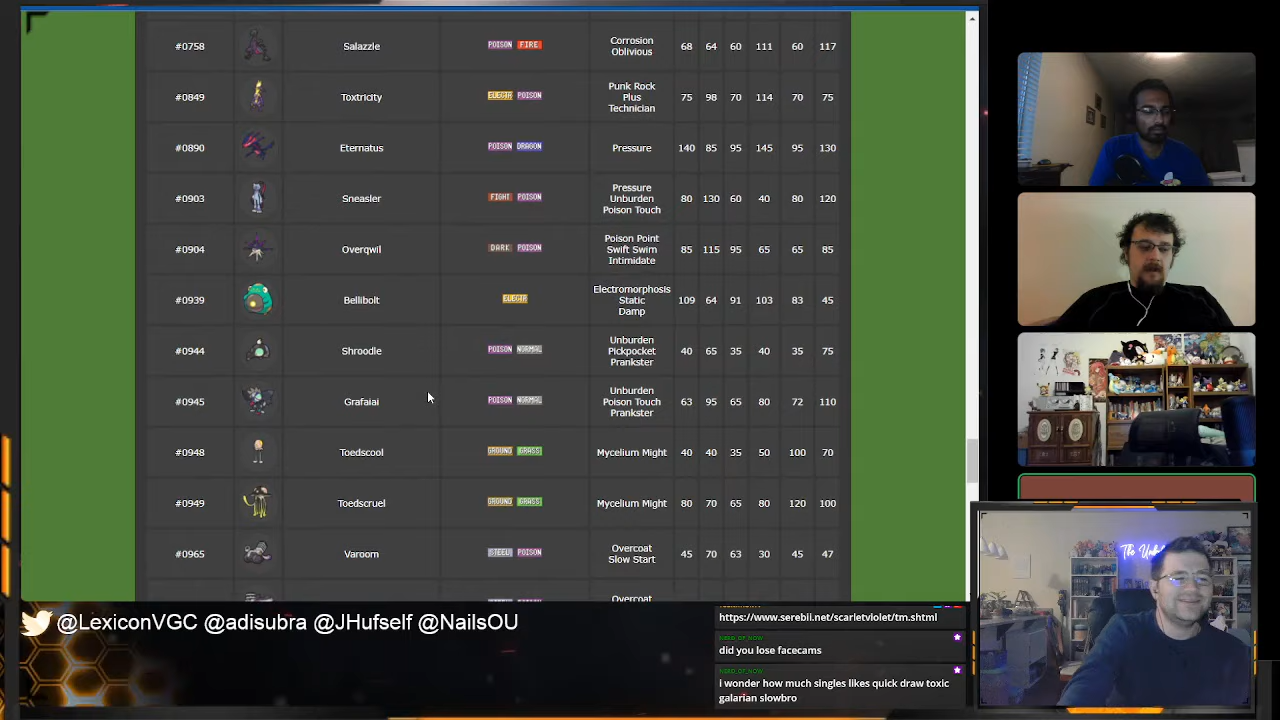 #0758 Salazzle POISON FIRE Corrosion Oblivious 68 64 60 111 60 117
#0849 Toxtricity ELECTR POISON Punk Rock Plus Technician 75 98 70 114 70 75
#0890 Eternatus POISON DRAGON Pressure 140 85 95 145 95 130
#0903 Sneasler FIGHT POISON Pressure Unburden Poison Touch 80 130 60 40 80 120
#0904 Overqwil DARK POISON Poison Point Swift Swim Intimidate 85 115 95 65 65 85
#0939 Bellibolt ELECTR Electromorphosis Static Damp 109 64 91 103 83 45
#0944 Shroodle POISON NORMAL Unburden Pickpocket Prankster 40 65 35 40 35 75
#0945 Grafaiai POISON NORMAL Unburden Poison Touch Prankster 63 95 65 80 72 110
#0948 Toedscool GROUND GRASS Mycelium Might 40 40 35 50 100 70
#0949 Toedscruel GROUND GRASS Mycelium Might 80 70 65 80 120 100
#0965 Varoom STEEL POISON Overcoat Slow Start 45 70 63 30 45 47
Overcoat
@LexiconVGC @adisubra @JHufself @NailsOU
https://www.serebii.net/scarletviolet/tm.shtml
NERD_OF_NOW
did you lose facecams
NERD_OF_NOW
i wonder how much singles likes quick draw toxic
galarian slowbro